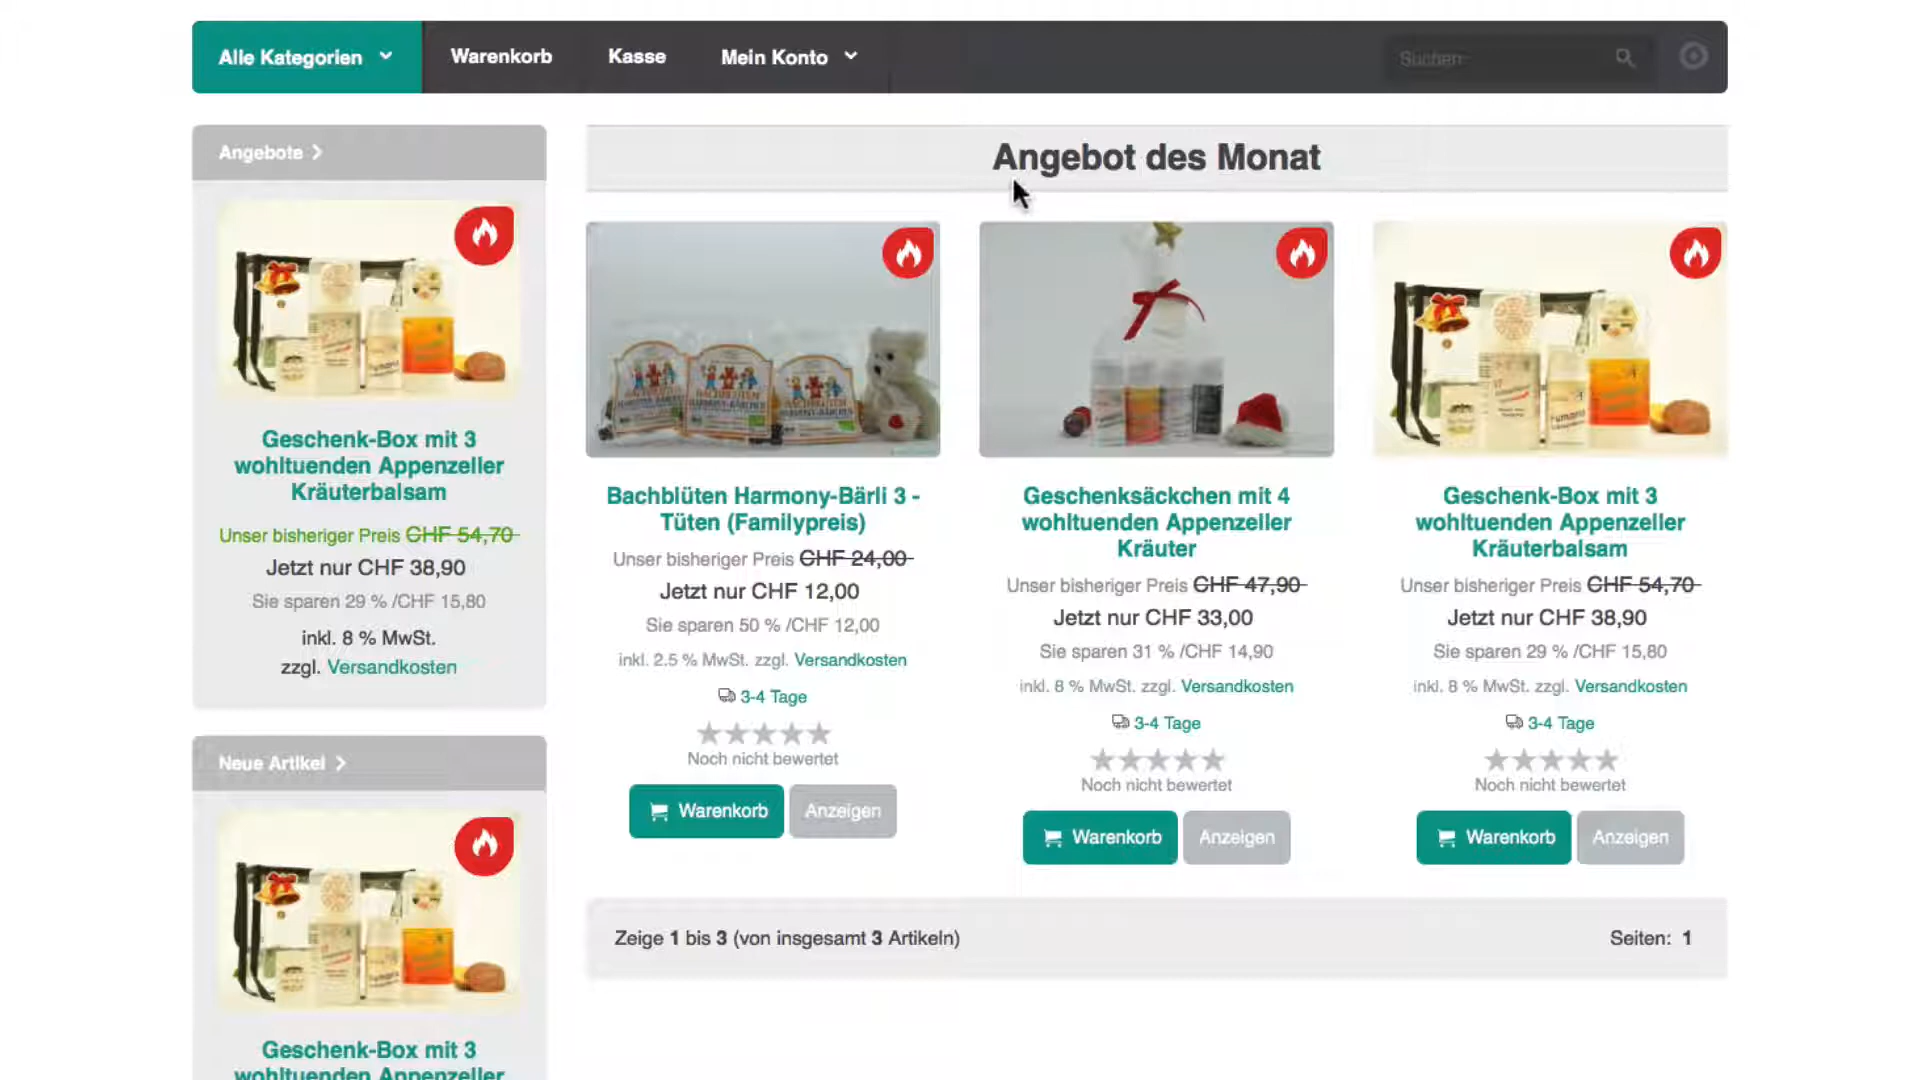 Alle Kategorien
Warenkorb
Kasse
Mein Konto
Suchen
Angebote
Geschenk-Box mit 3
wohltuenden Appenzeller
Kräuterbalsam
Unser bisheriger Preis CHF 54,70
Jetzt nur CHF 38,90
Sie sparen 29 % /CHF 15,80
inkl. 8 % MwSt.
zzgl. Versandkosten
Neue Artikel
Geschenk-Box mit 3
wohltuenden Appenzeller
Angebot des Monat
Bachblüten Harmony-Bärli 3 -
Tüten (Familypreis)
Unser bisheriger Preis CHF 24,00
Jetzt nur CHF 12,00
Sie sparen 50 % /CHF 12,00
inkl. 2.5 % MwSt. zzgl. Versandkosten
3-4 Tage
Noch nicht bewertet
Warenkorb
Anzeigen
Geschenksäckchen mit 4
wohltuenden Appenzeller
Kräuter
Unser bisheriger Preis CHF 47,90
Jetzt nur CHF 33,00
Sie sparen 31 % /CHF 14,90
inkl. 8 % MwSt. zzgl. Versandkosten
3-4 Tage
Noch nicht bewertet
Warenkorb
Anzeigen
Geschenk-Box mit 3
wohltuenden Appenzeller
Kräuterbalsam
Unser bisheriger Preis CHF 54,70
Jetzt nur CHF 38,90
Sie sparen 29 % /CHF 15,80
inkl. 8 % MwSt. zzgl. Versandkosten
3-4 Tage
Noch nicht bewertet
Warenkorb
Anzeigen
Zeige 1 bis 3 (von insgesamt 3 Artikeln)
Seiten: 1